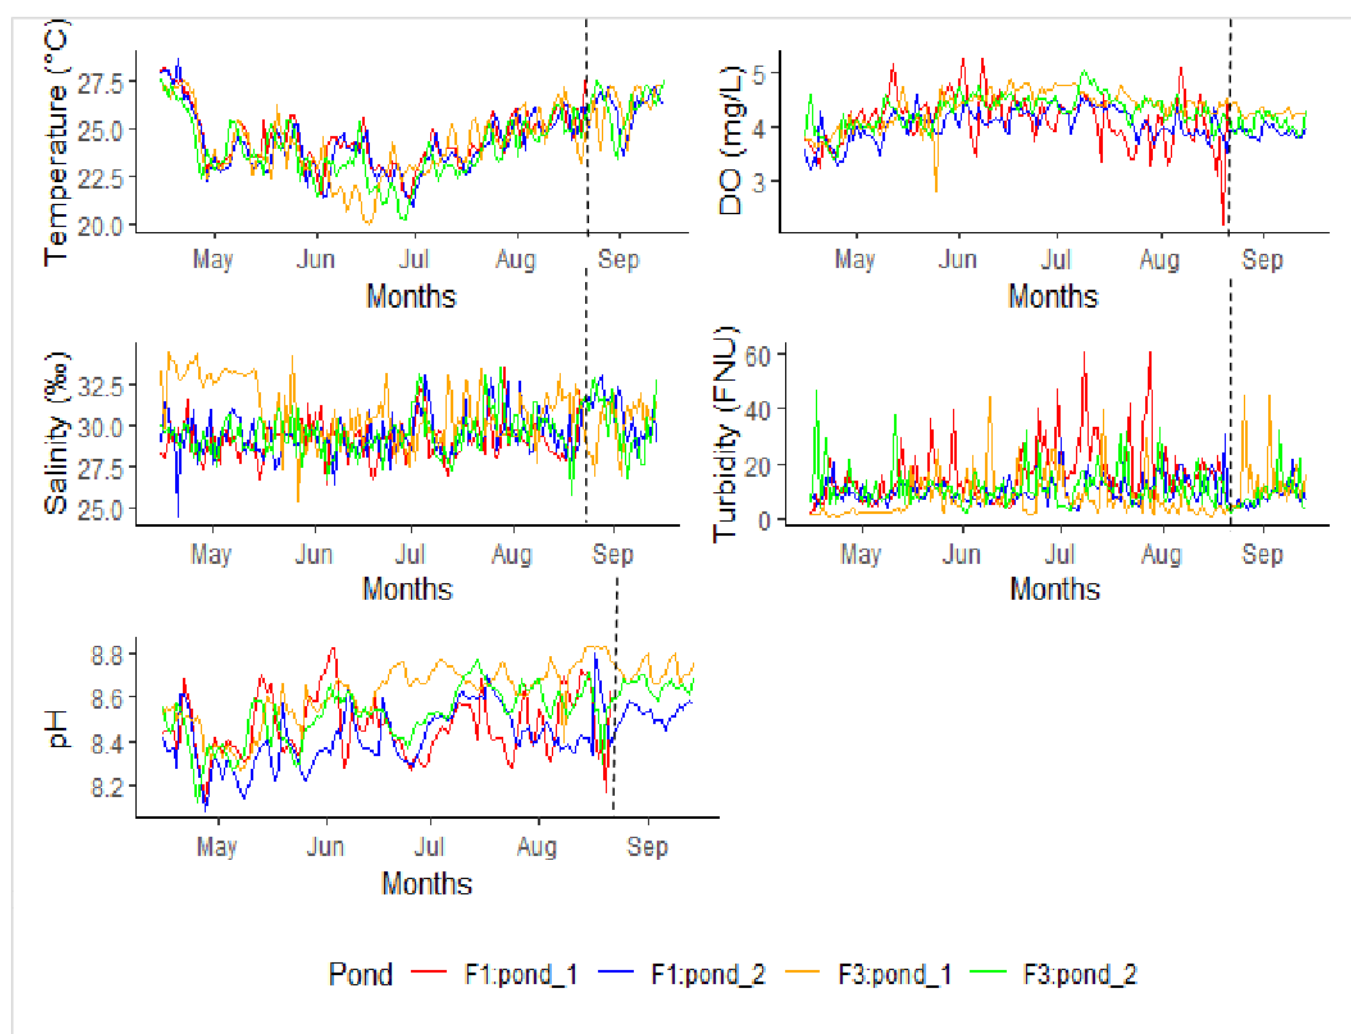 Temperature (°C)
27.5
25.0
22.5
20.0
May Jun Jul Aug Sep
Months
DO (mg/L)
5
4
3
May Jun Jul Aug Sep
Months
Salinity (‰)
32.5
30.0
27.5
25.0
May Jun Jul Aug Sep
Months
Turbidity (FNU)
60
40
20
0
May Jun Jul Aug Sep
Months
pH
8.8
8.6
8.4
8.2
May Jun Jul Aug Sep
Months
Pond F1:pond_1 F1:pond_2 F3:pond_1 F3:pond_2